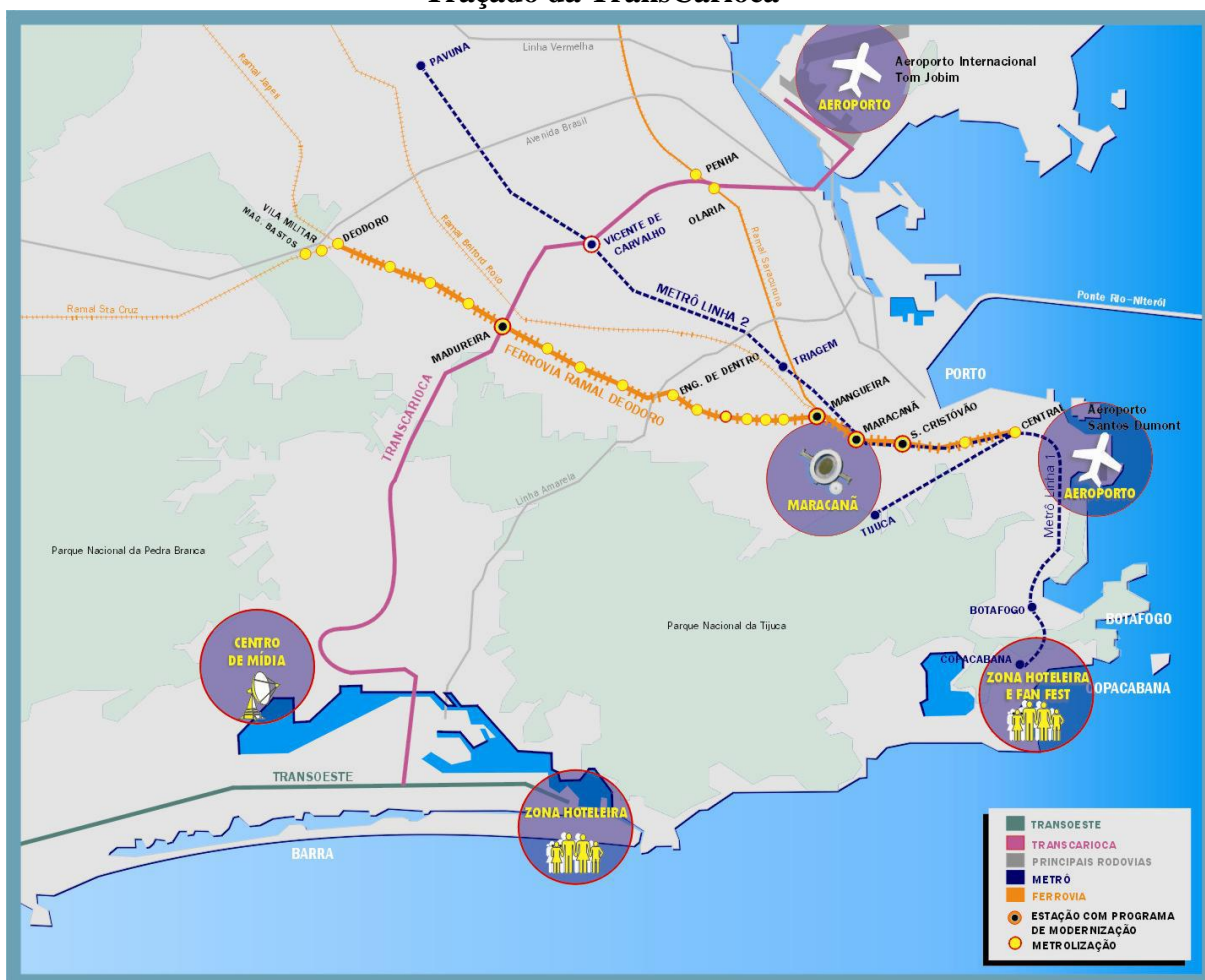 Traçado da TransCarioca
Linha Vermelha
PAVUNA
Ramal Japeri
Aeroporto Internacional
Tom Jobim
AEROPORTO
Avenida Brasil
PENHA
OLARIA
VILA MILITAR
MAG. BASTOS
DEODORO
VICENTE DE
CARVALHO
Ramal Belford Roxo
Ramal Saracuruna
METRÔ LINHA 2
Ramal Sta Cruz
Ponte Rio-Niterói
MADUREIRA
FERROVIA RAMAL DEODORO
TRIAGEM
ENG. DE DENTRO
PORTO
MANGUEIRA
MARACANÃ
S. CRISTÓVÃO
CENTRAL
Aeroporto
Santos Dumont
AEROPORTO
TRANSCARIOCA
MARACANÃ
TIJUCA
Metrô Linha 1
Linha Amarela
Parque Nacional da Pedra Branca
BOTAFOGO
BOTAFOGO
Parque Nacional da Tijuca
CENTRO
DE MÍDIA
COPACABANA
ZONA HOTELEIRA
E FAN FEST
COPACABANA
TRANSOESTE
ZONA HOTELEIRA
BARRA
TRANSOESTE
TRANSCARIOCA
PRINCIPAIS RODOVIAS
METRÔ
FERROVIA
ESTAÇÃO COM PROGRAMA
DE MODERNIZAÇÃO
METROLIZAÇÃO